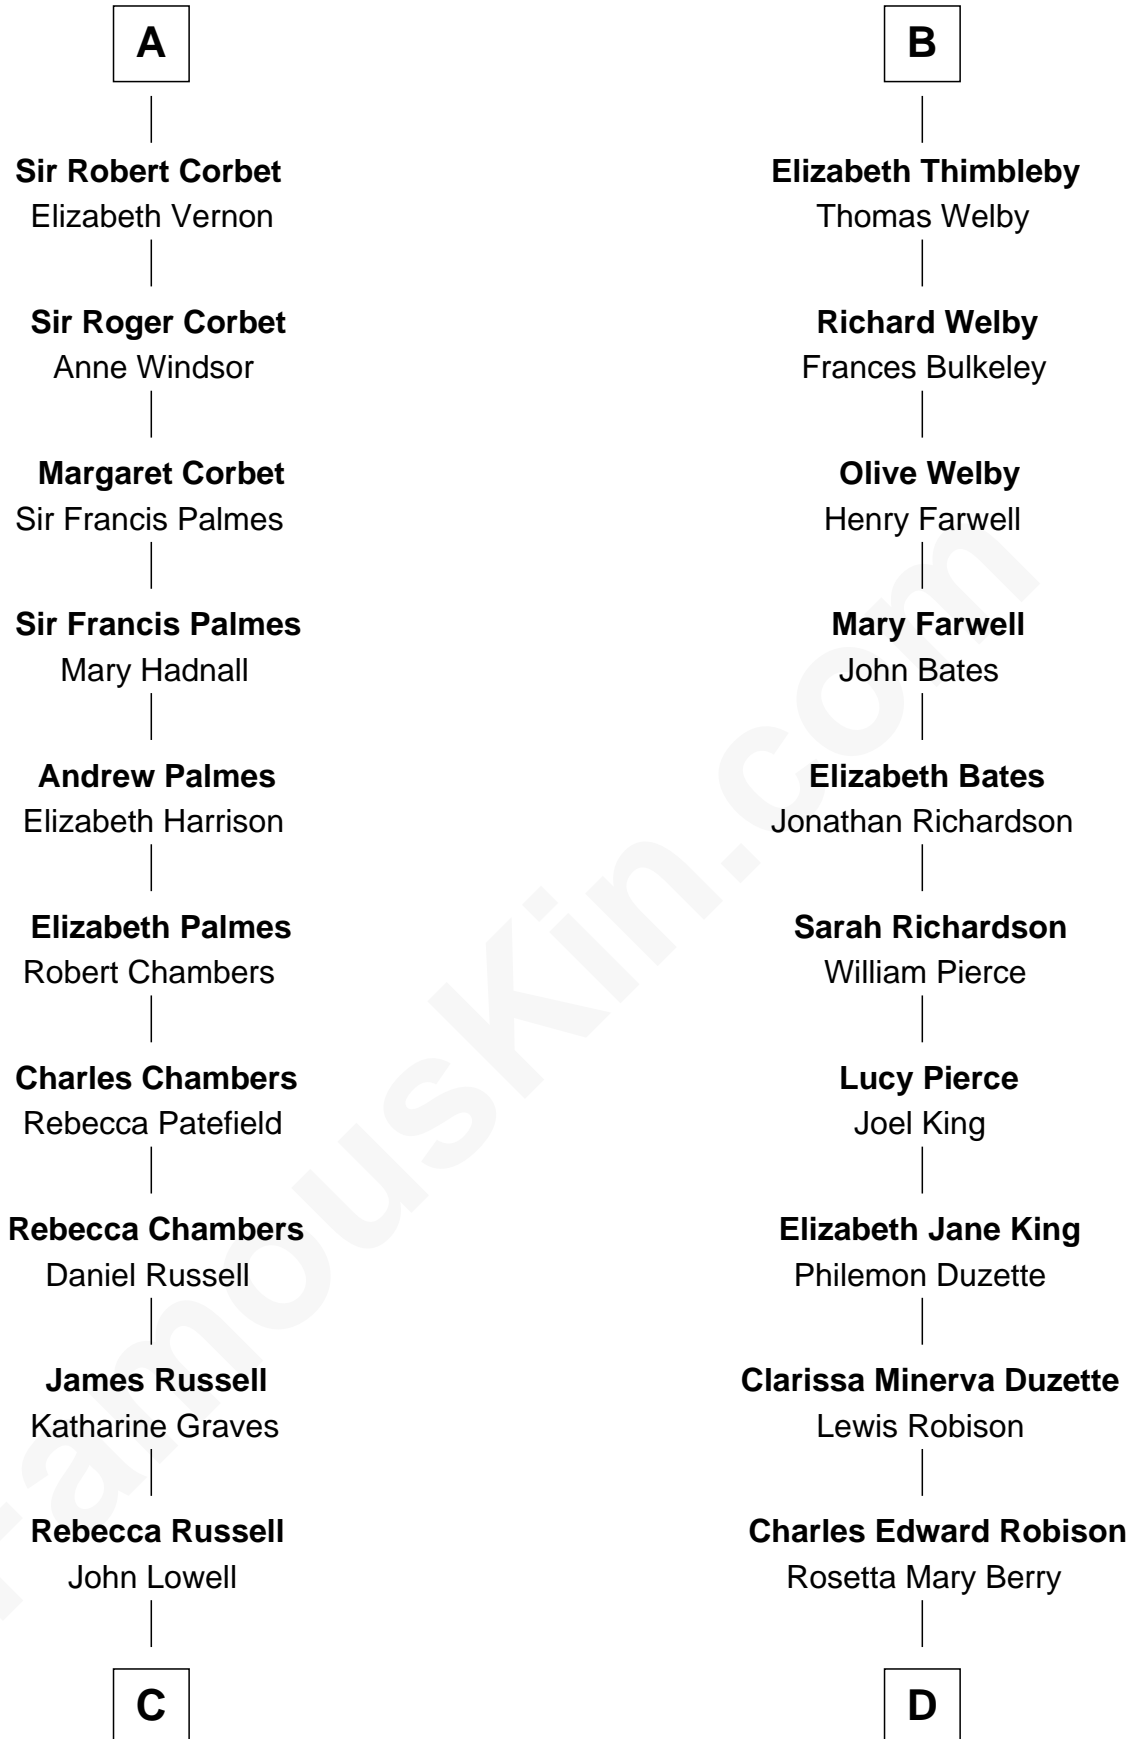 A
Sir Robert Corbet
Elizabeth Vernon
Sir Roger Corbet
Anne Windsor
Margaret Corbet
Sir Francis Palmes
Sir Francis Palmes
Mary Hadnall
Andrew Palmes
Elizabeth Harrison
Elizabeth Palmes
Robert Chambers
Charles Chambers
Rebecca Patefield
Rebecca Chambers
Daniel Russell
James Russell
Katharine Graves
Rebecca Russell
John Lowell
C
B
Elizabeth Thimbleby
Thomas Welby
Richard Welby
Frances Bulkeley
Olive Welby
Henry Farwell
Mary Farwell
John Bates
Elizabeth Bates
Jonathan Richardson
Sarah Richardson
William Pierce
Lucy Pierce
Joel King
Elizabeth Jane King
Philemon Duzette
Clarissa Minerva Duzette
Lewis Robison
Charles Edward Robison
Rosetta Mary Berry
D
FamousKin.com